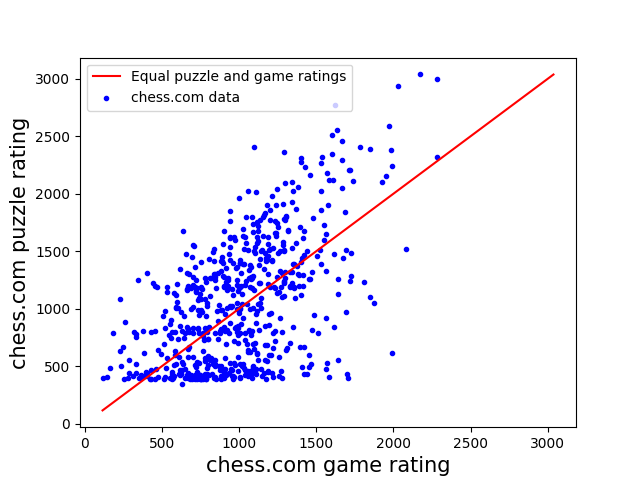 Equal puzzle and game ratings
chess.com data
chess.com puzzle rating
3000
2500
2000
1500
1000
500
0
0 500 1000 1500 2000 2500 3000
chess.com game rating